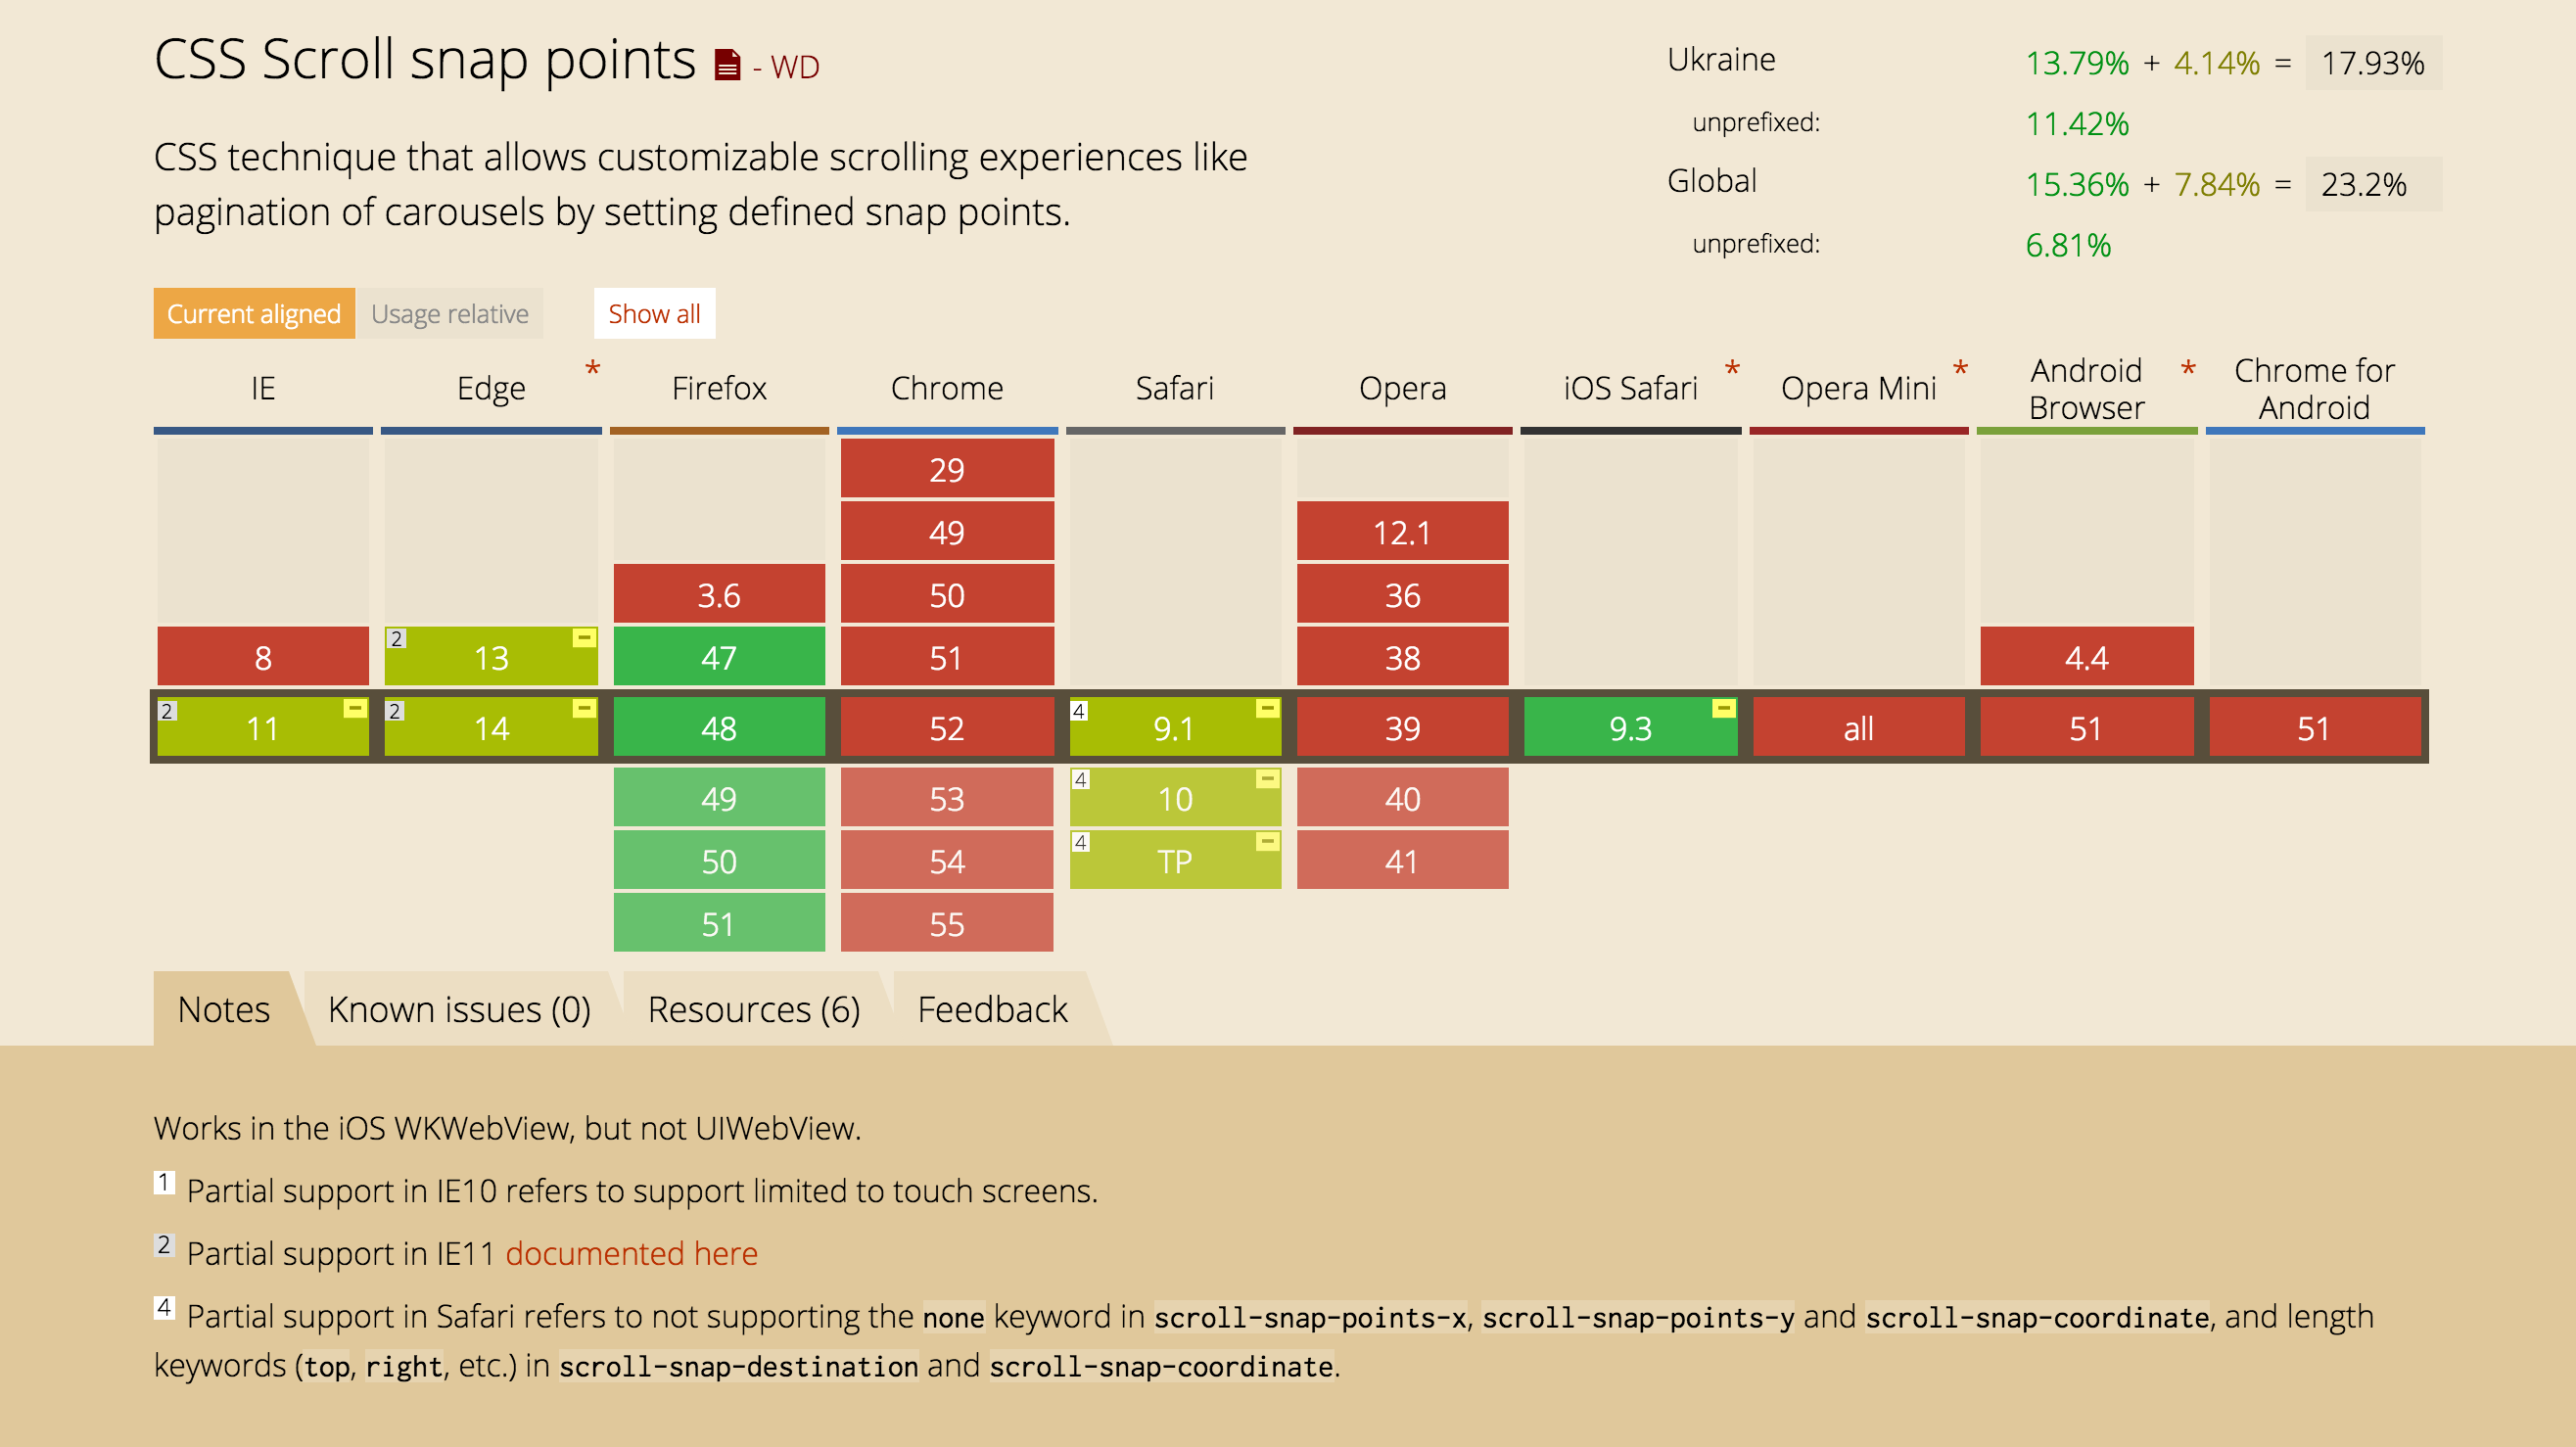 CSS Scroll snap points - WD
CSS technique that allows customizable scrolling experiences like
pagination of carousels by setting defined snap points.
Ukraine 13.79% + 4.14% = 17.93%
unprefixed: 11.42%
Global 15.36% + 7.84% = 23.2%
unprefixed: 6.81%
Current aligned Usage relative Show all
IE Edge * Firefox Chrome Safari Opera iOS Safari * Opera Mini * Android Browser * Chrome for Android
29
49 12.1
3.6 50 36
8 2 13 - 47 51 38 4.4
2 11 - 2 14 - 48 52 4 9.1 - 39 9.3 - all 51 51
49 53 4 10 - 40
50 54 4 TP - 41
51 55
Notes Known issues (0) Resources (6) Feedback
Works in the iOS WKWebView, but not UIWebView.
1 Partial support in IE10 refers to support limited to touch screens.
2 Partial support in IE11 documented here
4 Partial support in Safari refers to not supporting the none keyword in scroll-snap-points-x, scroll-snap-points-y and scroll-snap-coordinate, and length
keywords (top, right, etc.) in scroll-snap-destination and scroll-snap-coordinate.